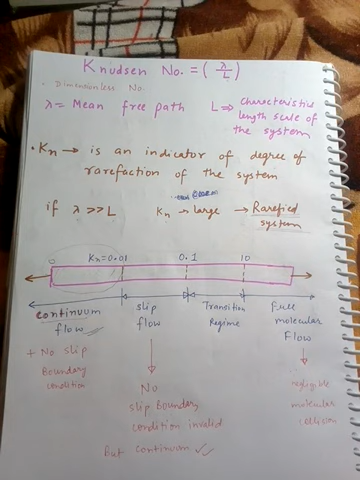 Knudsen No. = (λ/L)
· Dimensionless No.
λ = Mean free path L ⇒ Characteristic
length scale of
the system
• Kn → is an indicator of degree of
rarefaction of the system
if λ >> L Kn → large → Rarefied
system
0 Kn = 0.01 0.1 10
continuum flow
slip flow
Transition Regime
Molecular Flow
+ No slip
Boundary
condition
No
slip Boundary
condition invalid
But continuum ✓
negligible
molecular
collision